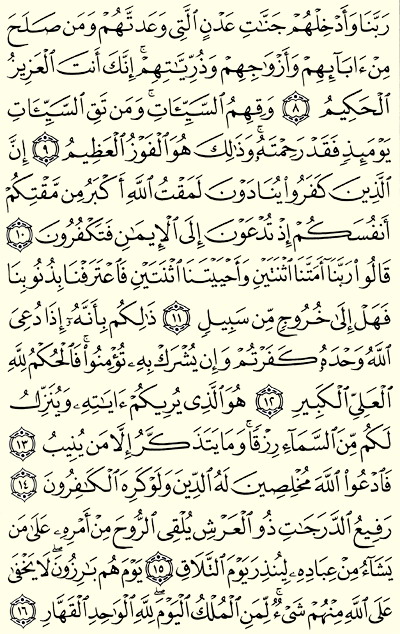 رَبَّنَا وَأَدْخِلْهُمْ جَنَّٰتِ عَدْنٍ ٱلَّتِى وَعَدتَّهُمْ وَمَن صَلَحَ
مِنْ ءَابَآئِهِمْ وَأَزْوَٰجِهِمْ وَذُرِّيَّٰتِهِمْ ۚ إِنَّكَ أَنتَ ٱلْعَزِيزُ
ٱلْحَكِيمُ ٨ وَقِهِمُ ٱلسَّيِّـَٔاتِ ۚ وَمَن تَقِ ٱلسَّيِّـَٔاتِ
يَوْمَئِذٍ فَقَدْ رَحِمْتَهُۥ ۚ وَذَٰلِكَ هُوَ ٱلْفَوْزُ ٱلْعَظِيمُ ٩ إِنَّ
ٱلَّذِينَ كَفَرُوا۟ يُنَادَوْنَ لَمَقْتُ ٱللَّهِ أَكْبَرُ مِن مَّقْتِكُمْ
أَنفُسَكُمْ إِذْ تُدْعَوْنَ إِلَى ٱلْإِيمَٰنِ فَتَكْفُرُونَ ١٠
قَالُوا۟ رَبَّنَآ أَمَتَّنَا ٱثْنَتَيْنِ وَأَحْيَيْتَنَا ٱثْنَتَيْنِ فَٱعْتَرَفْنَا بِذُنُوبِنَا
فَهَلْ إِلَىٰ خُرُوجٍ مِّن سَبِيلٍ ١١ ذَٰلِكُم بِأَنَّهُۥٓ إِذَا دُعِىَ
ٱللَّهُ وَحْدَهُۥ كَفَرْتُمْ ۖ وَإِن يُشْرَكْ بِهِۦ تُؤْمِنُوا۟ ۚ فَٱلْحُكْمُ لِلَّهِ
ٱلْعَلِىِّ ٱلْكَبِيرِ ١٢ هُوَ ٱلَّذِى يُرِيكُمْ ءَايَٰتِهِۦ وَيُنَزِّلُ
لَكُم مِّنَ ٱلسَّمَآءِ رِزْقًا ۚ وَمَا يَتَذَكَّرُ إِلَّا مَن يُنِيبُ ١٣
فَٱدْعُوا۟ ٱللَّهَ مُخْلِصِينَ لَهُ ٱلدِّينَ وَلَوْ كَرِهَ ٱلْكَٰفِرُونَ ١٤
رَفِيعُ ٱلدَّرَجَٰتِ ذُو ٱلْعَرْشِ يُلْقِى ٱلرُّوحَ مِنْ أَمْرِهِۦ عَلَىٰ مَن
يَشَآءُ مِنْ عِبَادِهِۦ لِيُنذِرَ يَوْمَ ٱلتَّلَاقِ ١٥ يَوْمَ هُم بَٰرِزُونَ ۖ لَا يَخْفَىٰ
عَلَى ٱللَّهِ مِنْهُمْ شَىْءٌ ۚ لِّمَنِ ٱلْمُلْكُ ٱلْيَوْمَ ۖ لِلَّهِ ٱلْوَٰحِدِ ٱلْقَهَّارِ ١٦